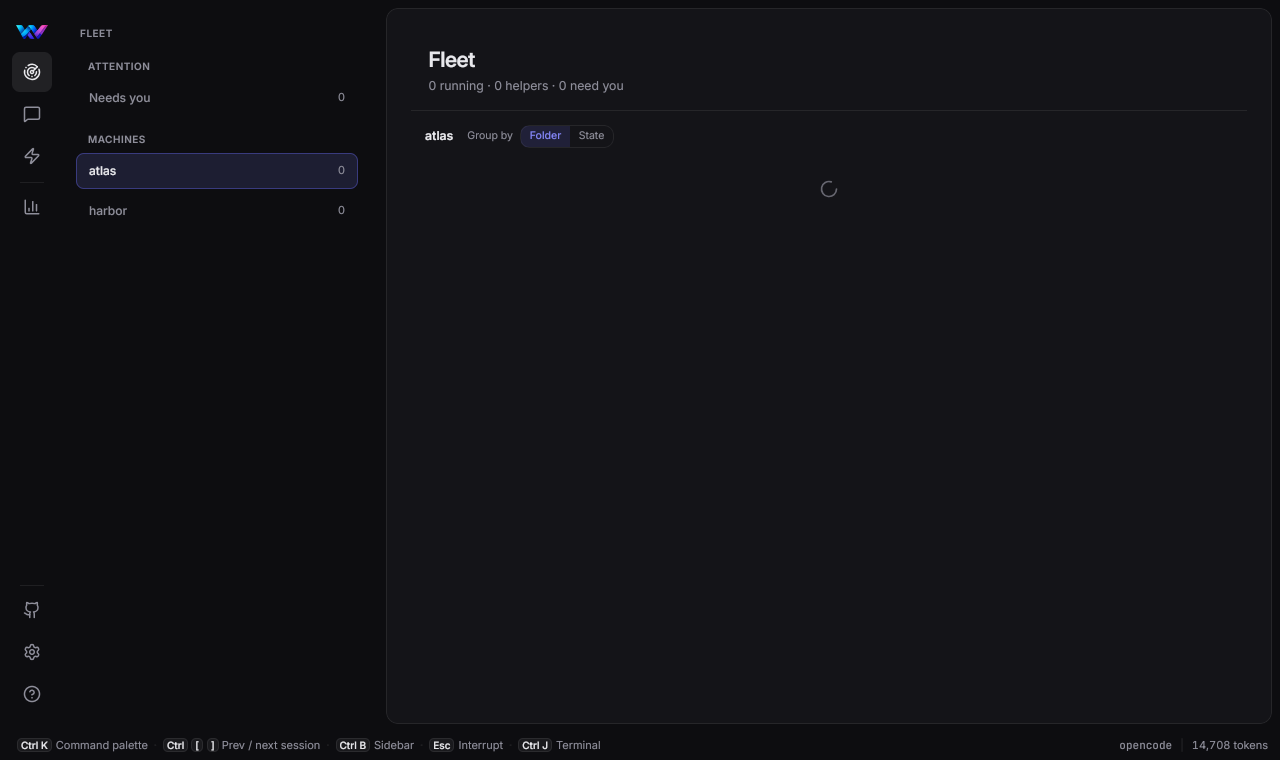 FLEET
ATTENTION
Needs you 0
MACHINES
atlas 0
harbor 0
Fleet
0 running · 0 helpers · 0 need you
atlas Group by Folder State
Ctrl K Command palette · Ctrl [ ] Prev / next session · Ctrl B Sidebar · Esc Interrupt · Ctrl J Terminal
opencode 14,708 tokens